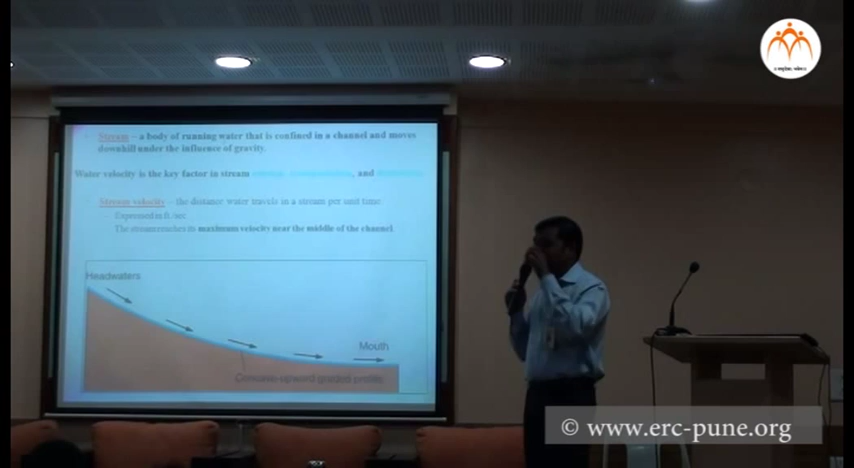 Stream – a body of running water that is confined in a channel and moves
downhill under the influence of gravity.
Water velocity is the key factor in stream , and
Stream velocity – the distance water travels in a stream per unit time
Expressed in ft./sec
The stream reaches its maximum velocity near the middle of the channel.
Headwaters
Mouth
Concave-upward graded profile
© www.erc-pune.org